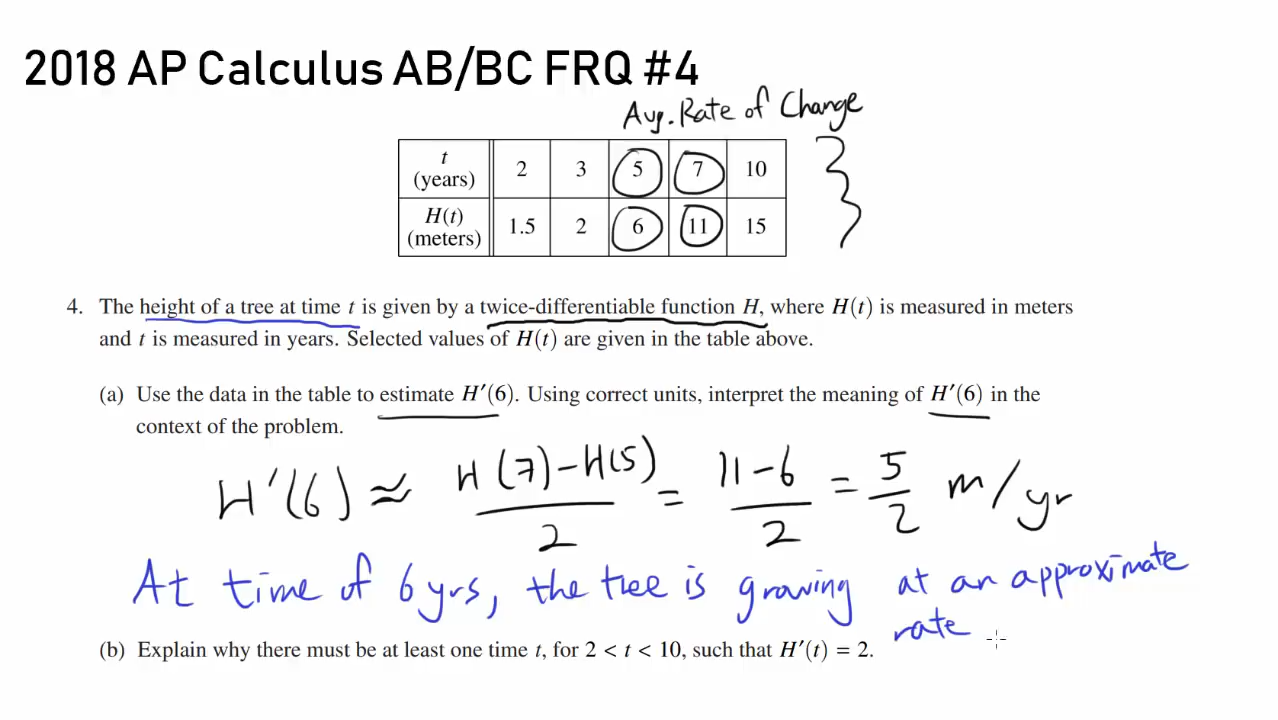 2018 AP Calculus AB/BC FRQ #4
Avg. Rate of Change
t (years) 2 3 5 7 10
H(t) (meters) 1.5 2 6 11 15
4. The height of a tree at time t is given by a twice-differentiable function H, where H(t) is measured in meters
and t is measured in years. Selected values of H(t) are given in the table above.
(a) Use the data in the table to estimate H′(6). Using correct units, interpret the meaning of H′(6) in the
context of the problem.
H′(6) ≈ H(7)-H(5)/2 = 11-6/2 = 5/2 m/yr
At time of 6 yrs, the tree is growing at an approximate
rate
(b) Explain why there must be at least one time t, for 2 < t < 10, such that H′(t) = 2.